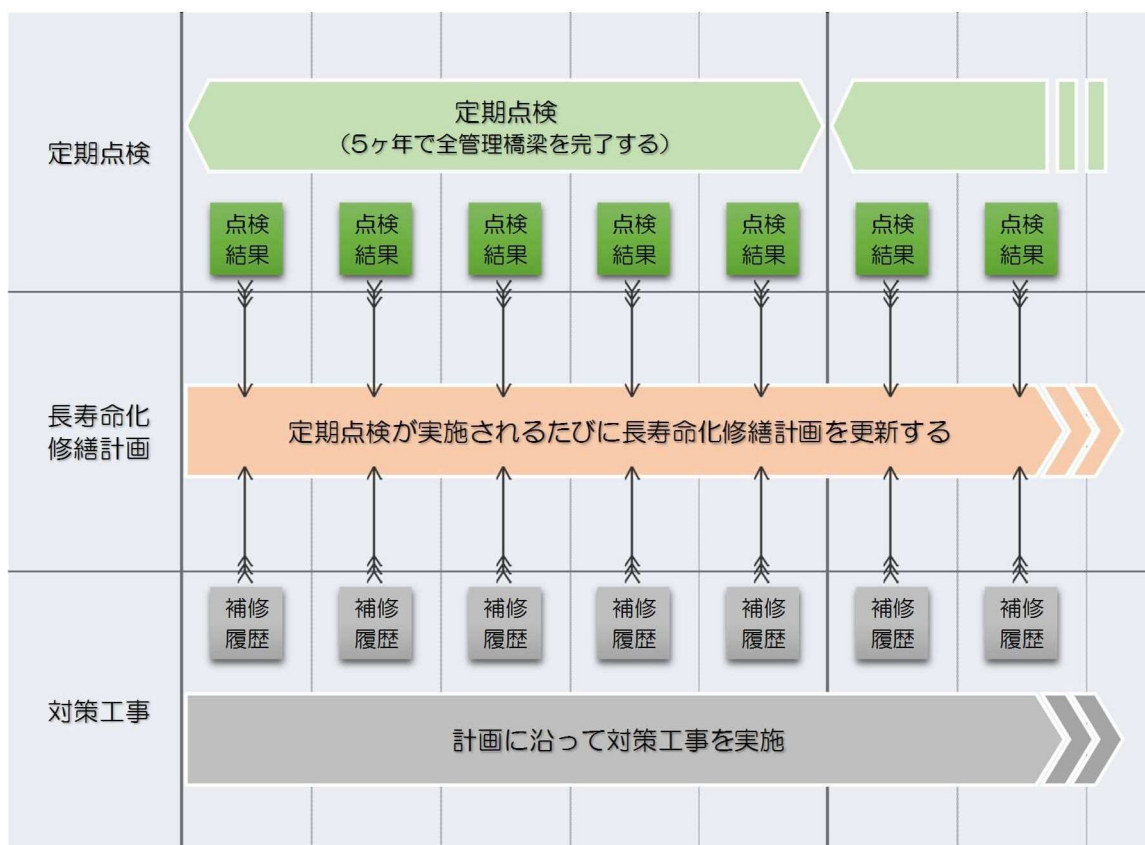 定期点検
定期点検
（5ヶ年で全管理橋梁を完了する）
点検
結果
点検
結果
点検
結果
点検
結果
点検
結果
点検
結果
点検
結果
長寿命化
修繕計画
定期点検が実施されるたびに長寿命化修繕計画を更新する
補修
履歴
補修
履歴
補修
履歴
補修
履歴
補修
履歴
補修
履歴
補修
履歴
対策工事
計画に沿って対策工事を実施